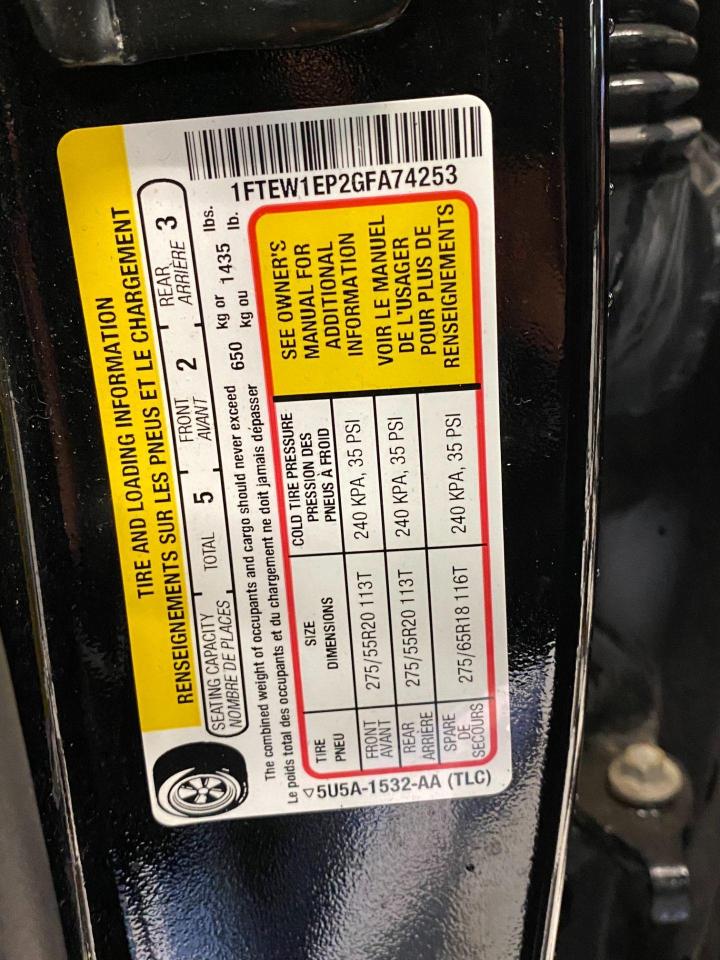 TIRE AND LOADING INFORMATION
RENSEIGNEMENTS SUR LES PNEUS ET LE CHARGEMENT
SEATING CAPACITY
NOMBRE DE PLACES
TOTAL 5
FRONT
AVANT
2
REAR
ARRIÈRE
3
The combined weight of occupants and cargo should never exceed 650 kg or 1435 lbs.
Le poids total des occupants et du chargement ne doit jamais dépasser kg ou lb.
1FTEW1EP2GFA74253
TIRE
PNEU
SIZE
DIMENSIONS
COLD TIRE PRESSURE
PRESSION DES
PNEUS À FROID
FRONT
AVANT
275/55R20 113T
240 KPA, 35 PSI
REAR
ARRIÈRE
275/55R20 113T
240 KPA, 35 PSI
SPARE
DE
SECOURS
275/65R18 116T
240 KPA, 35 PSI
SEE OWNER'S
MANUAL FOR
ADDITIONAL
INFORMATION
VOIR LE MANUEL
DE L'USAGER
POUR PLUS DE
RENSEIGNEMENTS
5U5A-1532-AA (TLC)